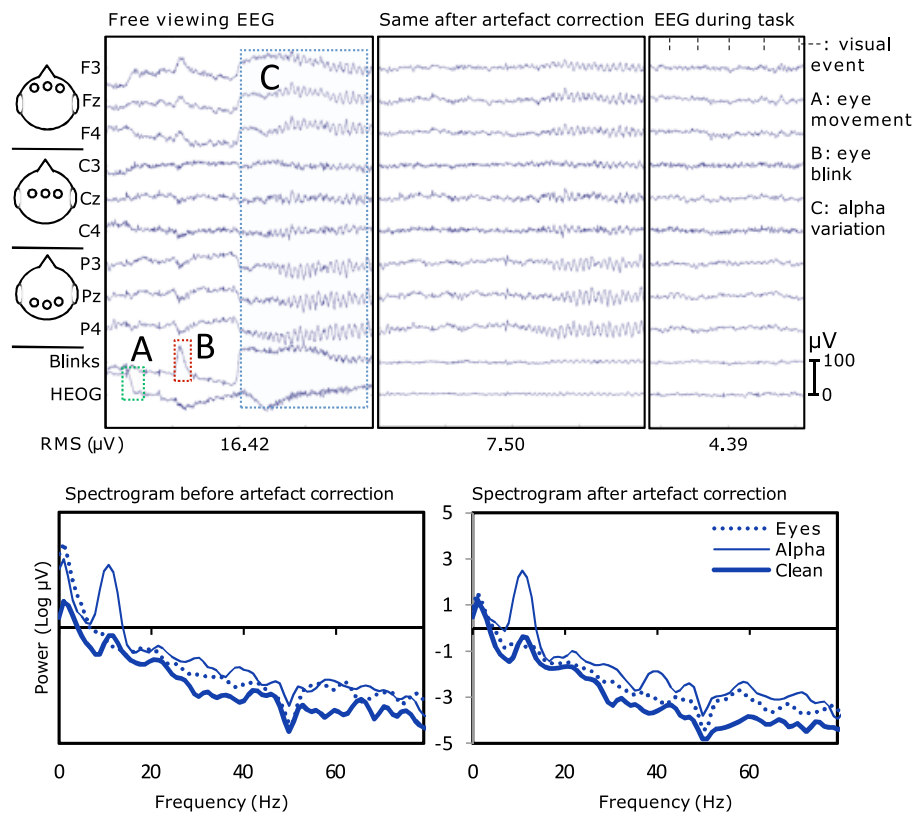 Free viewing EEG
Same after artefact correction
EEG during task
F3
Fz
F4
C3
Cz
C4
P3
Pz
P4
Blinks
HEOG
A
B
C
: visual
event
A: eye
movement
B: eye
blink
C: alpha
variation
μV
100
0
RMS (μV)
16.42
7.50
4.39
Spectrogram before artefact correction
Power (Log μV)
0
20
40
60
Frequency (Hz)
Spectrogram after artefact correction
5
3
1
-1
-3
-5
Eyes
Alpha
Clean
0
20
40
60
Frequency (Hz)